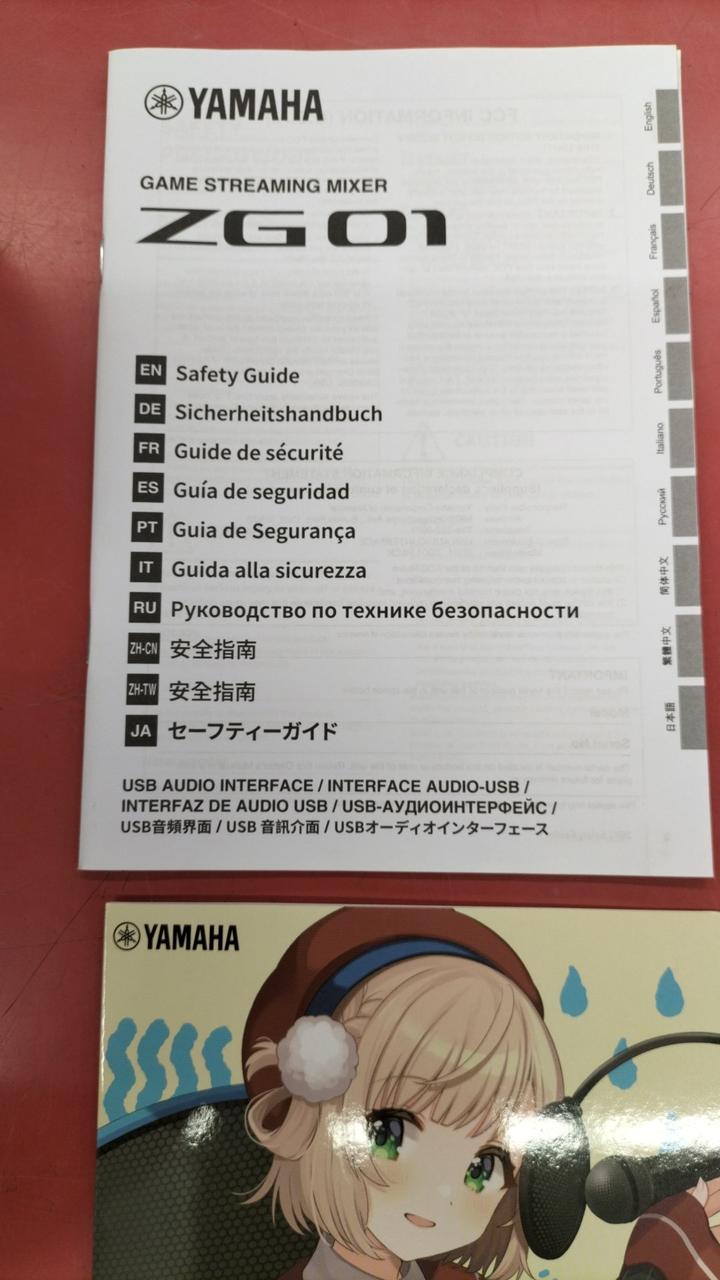 YAMAHA
GAME STREAMING MIXER
ZG01
EN Safety Guide
DE Sicherheitshandbuch
FR Guide de sécurité
ES Guía de seguridad
PT Guia de Segurança
IT Guida alla sicurezza
RU Руководство по технике безопасности
ZH-CN 安全指南
ZH-TW 安全指南
JA セーフティーガイド
USB AUDIO INTERFACE / INTERFACE AUDIO-USB /
INTERFAZ DE AUDIO USB / USB-АУДИОИНТЕРФЕЙС /
USB音頻界面 / USB 音訊介面 / USBオーディオインターフェース
English
Deutsch
Français
Español
Português
Italiano
Русский
简体中文
繁體中文
日本語
YAMAHA